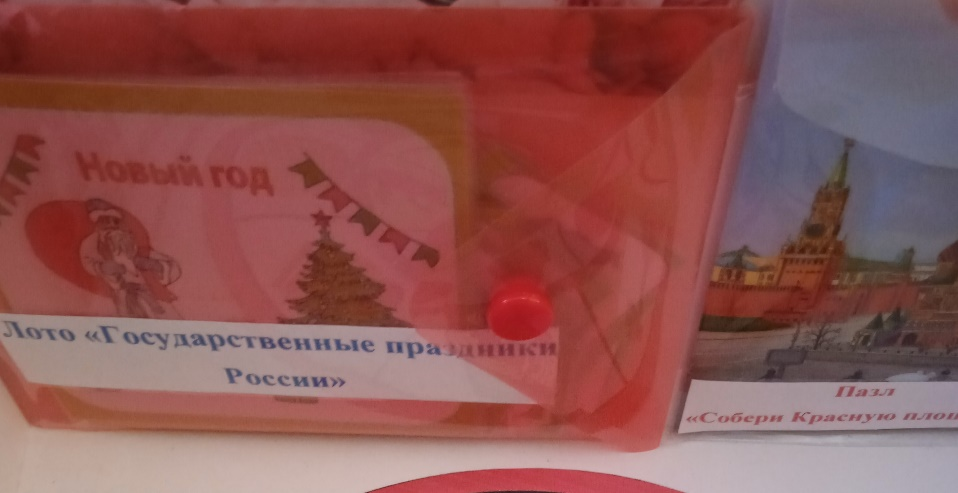 Новый год
Лото «Государственные праздники
России»
Пазл
«Собери Красную